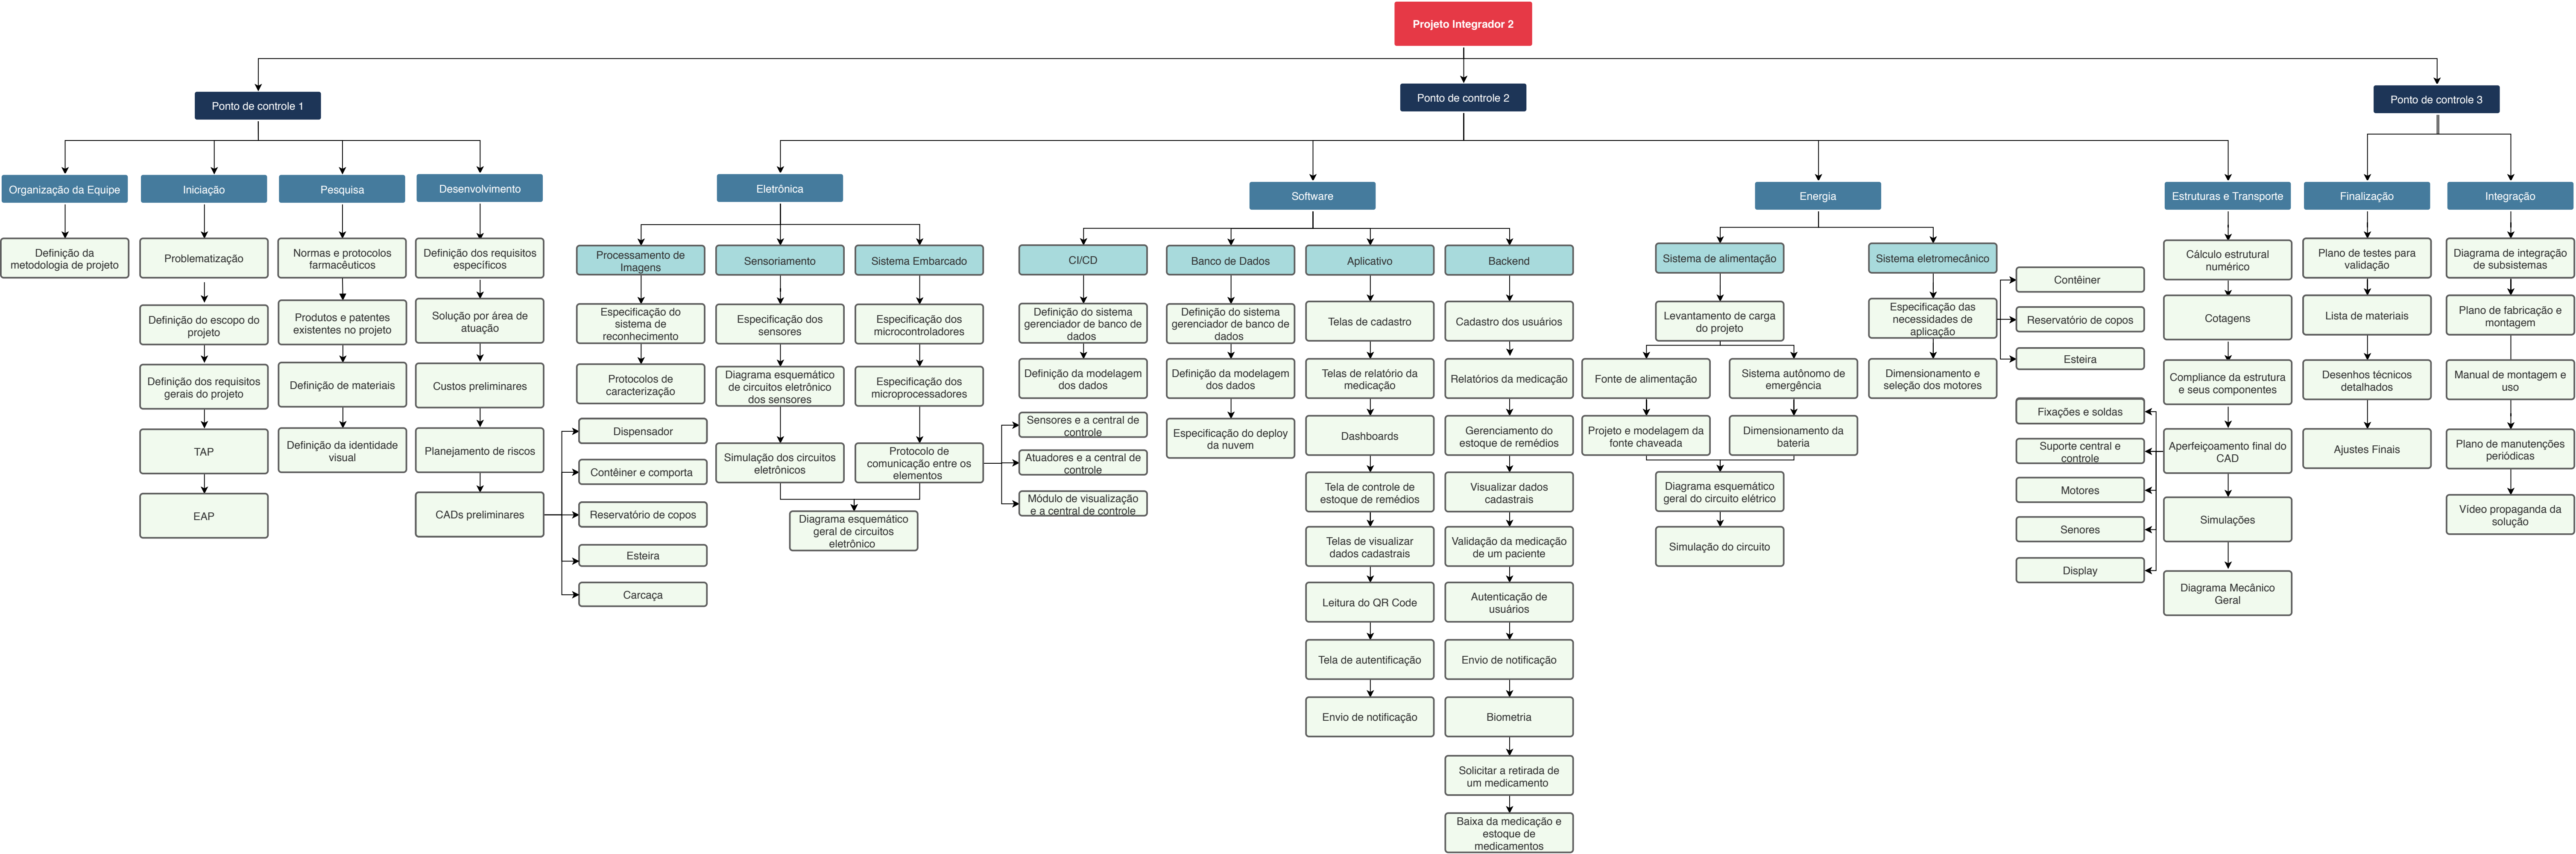 Projeto Integrador 2
Ponto de controle 1
Ponto de controle 2
Ponto de controle 3
Organização da Equipe
Definição da
metodologia de projeto
Iniciação
Problematização
Definição do escopo do
projeto
Definição dos requisitos
gerais do projeto
TAP
EAP
Pesquisa
Normas e protocolos
farmacêuticos
Produtos e patentes
existentes no projeto
Definição de materiais
Definição da identidade
visual
Desenvolvimento
Definição dos requisitos
específicos
Solução por área de
atuação
Custos preliminares
Planejamento de riscos
CADs preliminares
Dispensador
Contêiner e comporta
Reservatório de copos
Esteira
Carcaça
Eletrônica
Processamento de
Imagens
Especificação do
sistema de
reconhecimento
Protocolos de
caracterização
Sensoriamento
Especificação dos
sensores
Diagrama esquemático
de circuitos eletrônico
dos sensores
Simulação dos circuitos
eletrônicos
Sistema Embarcado
Especificação dos
microcontroladores
Especificação dos
microprocessadores
Protocolo de
comunicação entre os
elementos
Diagrama esquemático
geral de circuitos
eletrônico
Sensores e a central de
controle
Atuadores e a central de
controle
Módulo de visualização
e a central de controle
Software
CI/CD
Definição do sistema
gerenciador de banco de
dados
Definição da modelagem
dos dados
Banco de Dados
Definição do sistema
gerenciador de banco de
dados
Definição da modelagem
dos dados
Especificação do deploy
da nuvem
Aplicativo
Telas de cadastro
Telas de relatório da
medicação
Dashboards
Tela de controle de
estoque de remédios
Telas de visualizar
dados cadastrais
Leitura do QR Code
Tela de autentificação
Envio de notificação
Backend
Cadastro dos usuários
Relatórios da medicação
Gerenciamento do
estoque de remédios
Visualizar dados
cadastrais
Validação da medicação
de um paciente
Autenticação de
usuários
Envio de notificação
Biometria
Solicitar a retirada de
um medicamento
Baixa da medicação e
estoque de
medicamentos
Energia
Sistema de alimentação
Levantamento de carga
do projeto
Fonte de alimentação
Projeto e modelagem da
fonte chaveada
Sistema autônomo de
emergência
Dimensionamento da
bateria
Diagrama esquemático
geral do circuito elétrico
Simulação do circuito
Sistema eletromecânico
Especificação das
necessidades de
aplicação
Dimensionamento e
seleção dos motores
Contêiner
Reservatório de copos
Esteira
Estruturas e Transporte
Cálculo estrutural
numérico
Cotagens
Compliance da estrutura
e seus componentes
Aperfeiçoamento final do
CAD
Simulações
Diagrama Mecânico
Geral
Fixações e soldas
Suporte central e
controle
Motores
Senores
Display
Finalização
Plano de testes para
validação
Lista de materiais
Desenhos técnicos
detalhados
Ajustes Finais
Integração
Diagrama de integração
de subsistemas
Plano de fabricação e
montagem
Manual de montagem e
uso
Plano de manutenções
periódicas
Vídeo propaganda da
solução